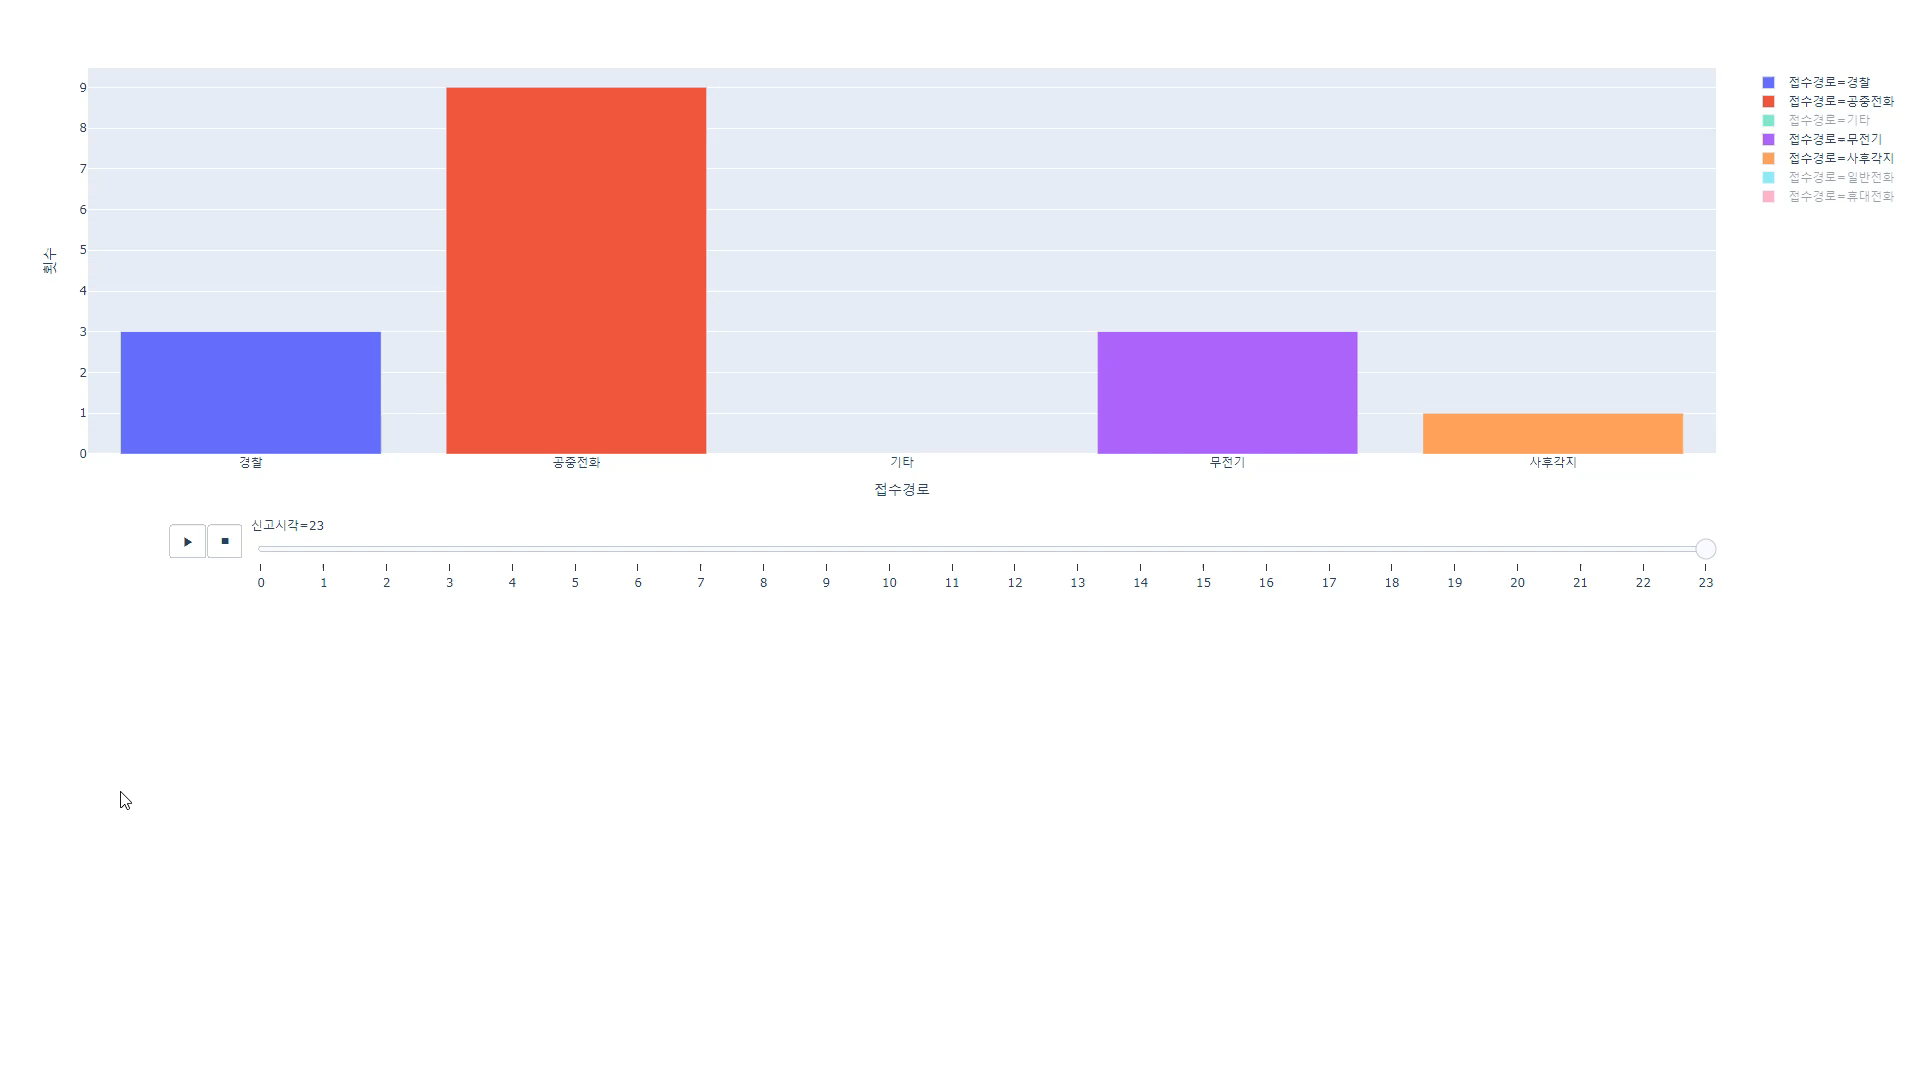 9
8
7
6
5
4
3
2
1
0
횟수
경찰 공중전화 기타 무전기 사후각지
접수경로
접수경로=경찰
접수경로=공중전화
접수경로=기타
접수경로=무전기
접수경로=사후각지
접수경로=일반전화
접수경로=휴대전화
신고시각=23
0 1 2 3 4 5 6 7 8 9 10 11 12 13 14 15 16 17 18 19 20 21 22 23